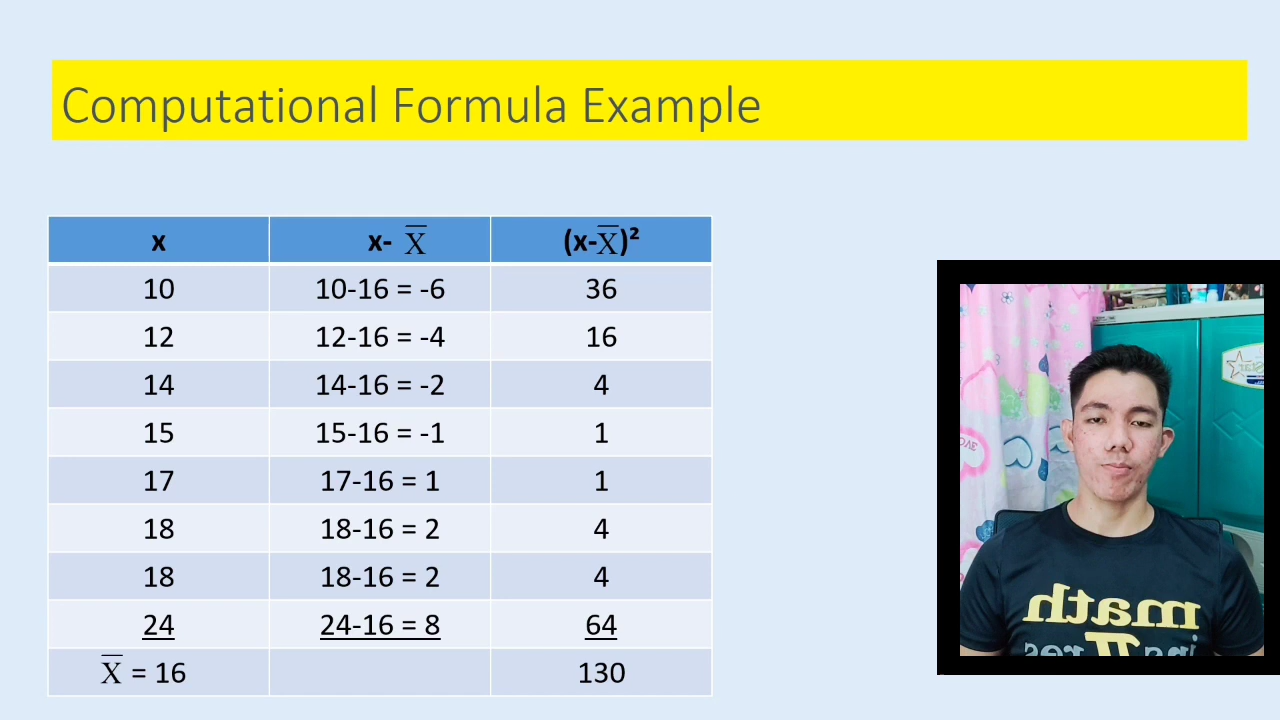 Computational Formula Example
x x- X̅ (x-X̅)²
10 10-16 = -6 36
12 12-16 = -4 16
14 14-16 = -2 4
15 15-16 = -1 1
17 17-16 = 1 1
18 18-16 = 2 4
18 18-16 = 2 4
24 24-16 = 8 64
X̅ = 16 130
math